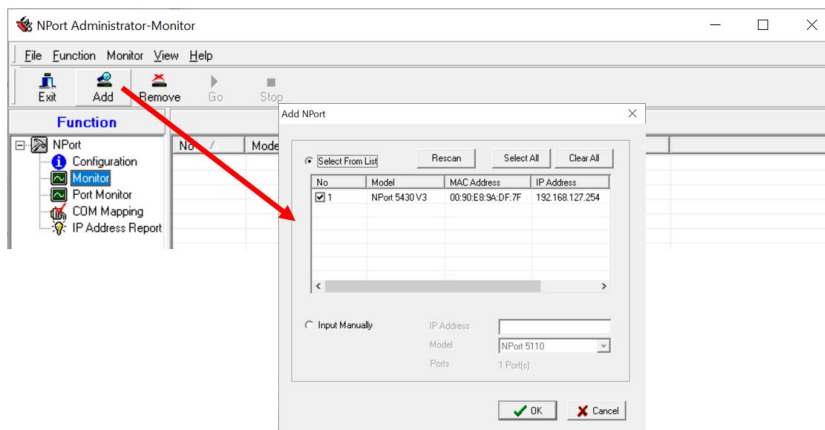 NPort Administrator-Monitor
File Function Monitor View Help
Exit Add Remove Go Stop
Function
NPort
Configuration
Monitor
Port Monitor
COM Mapping
IP Address Report
No /
Add NPort
Select From List Rescan Select All Clear All
No Model MAC Address IP Address
1 NPort 5430 V3 00:90:E8:9A:DF:7F 192.168.127.254
Input Manually IP Address
Model NPort 5110
Ports 1 Port(s)
OK Cancel